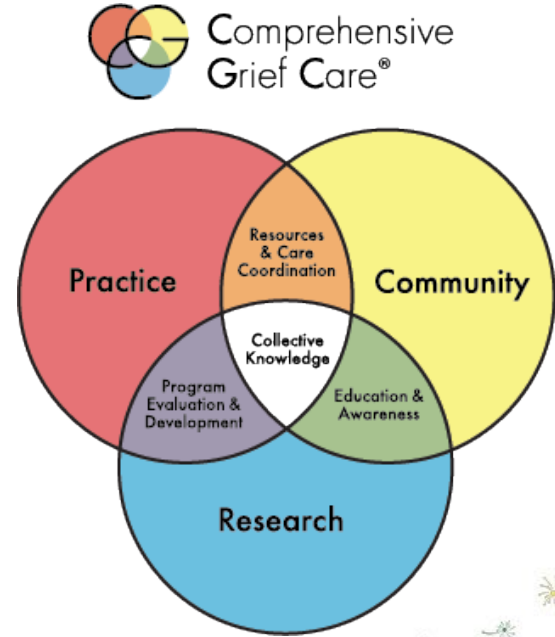 Comprehensive
Grief Care®
Resources
& Care
Coordination
Practice
Community
Collective
Knowledge
Program
Evaluation &
Development
Education &
Awareness
Research